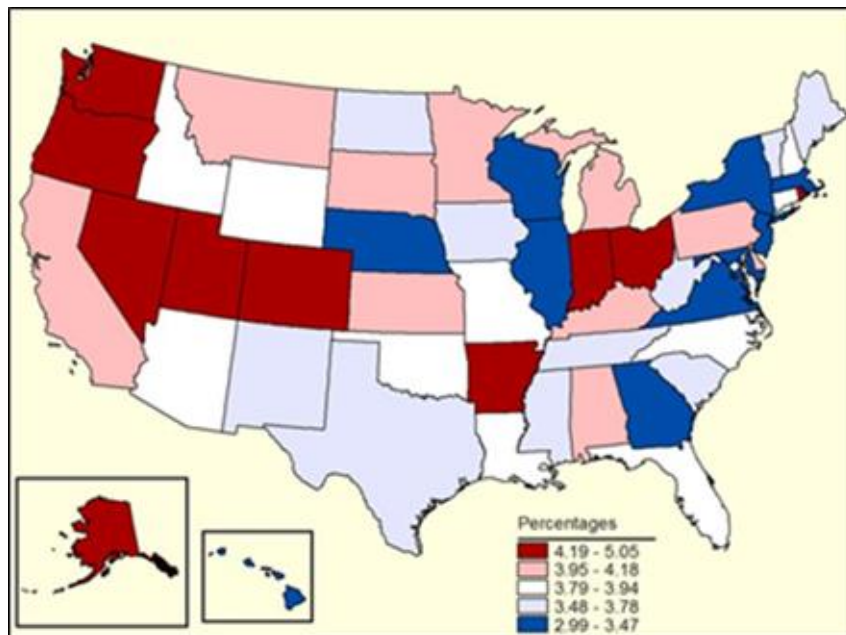 Percentages
4.19 - 5.05
3.95 - 4.18
3.79 - 3.94
3.48 - 3.78
2.99 - 3.47